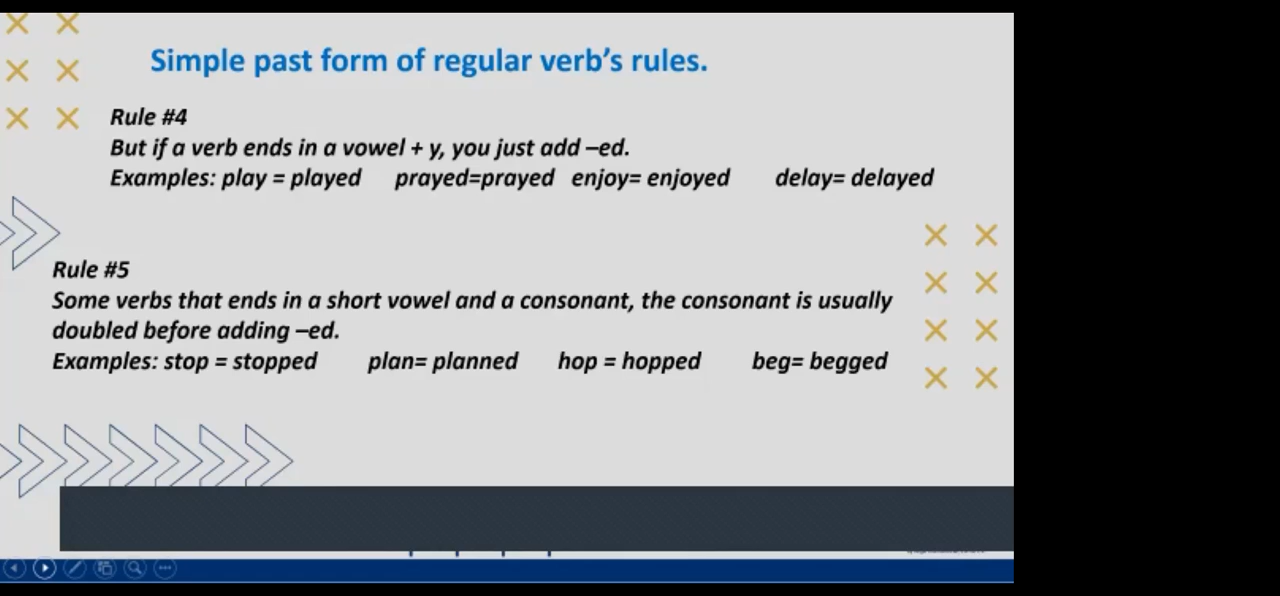 Simple past form of regular verb’s rules.
Rule #4
But if a verb ends in a vowel + y, you just add –ed.
Examples: play = played prayed=prayed enjoy= enjoyed delay= delayed
Rule #5
Some verbs that ends in a short vowel and a consonant, the consonant is usually
doubled before adding –ed.
Examples: stop = stopped plan= planned hop = hopped beg= begged